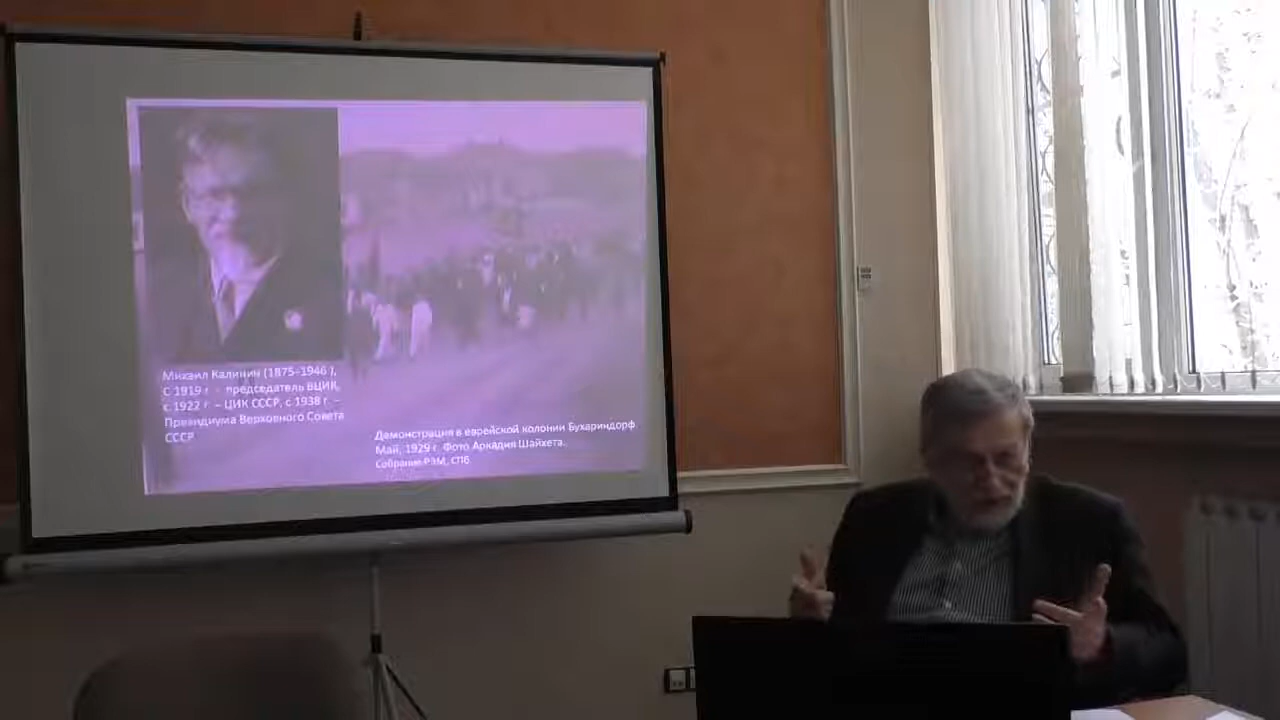 Михаил Калинин (1875-1946 ),
С 1919 г. - председатель ВЦИК,
с 1922 г. – ЦИК СССР, с 1938 г. –
Президиума Верховного Совета
СССР
Демонстрация в еврейской колонии Бухариндорф.
Май, 1929 г. Фото Аркадия Шайхета.
Собрание РЭМ, СПб